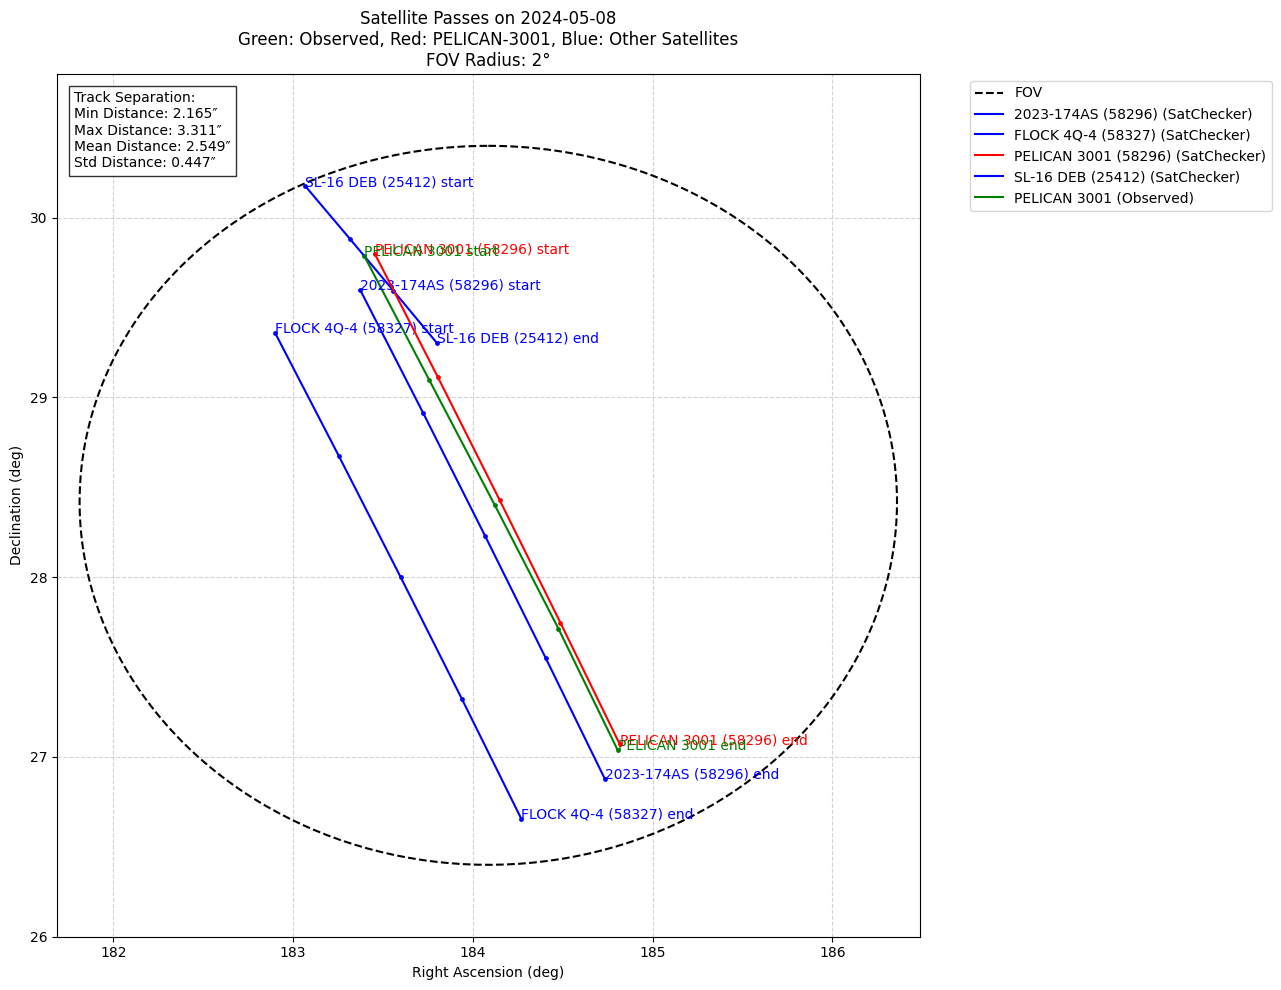 Satellite Passes on 2024-05-08
Green: Observed, Red: PELICAN-3001, Blue: Other Satellites
FOV Radius: 2°
Track Separation:
Min Distance: 2.165″
Max Distance: 3.311″
Mean Distance: 2.549″
Std Distance: 0.447″
FOV
2023-174AS (58296) (SatChecker)
FLOCK 4Q-4 (58327) (SatChecker)
PELICAN 3001 (58296) (SatChecker)
SL-16 DEB (25412) (SatChecker)
PELICAN 3001 (Observed)
SL-16 DEB (25412) start
PELICAN 3001 (58296) start
PELICAN 3001 start
2023-174AS (58296) start
FLOCK 4Q-4 (58327) start
SL-16 DEB (25412) end
PELICAN 3001 (58296) end
PELICAN 3001 end
2023-174AS (58296) end
FLOCK 4Q-4 (58327) end
30
29
28
27
26
Declination (deg)
182
183
184
185
186
Right Ascension (deg)